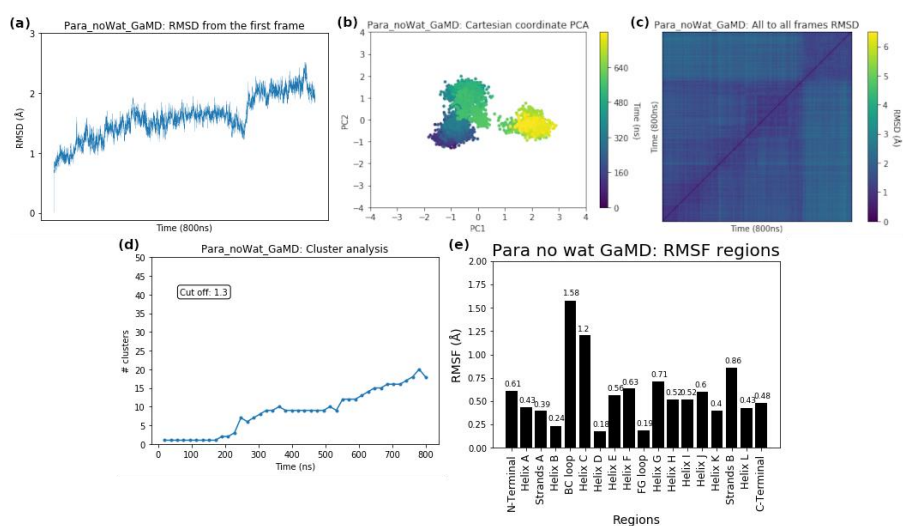 (a)
Para_noWat_GaMD: RMSD from the first frame
3
2
1
0
RMSD (Å)
Time (800ns)
(b)
Para_noWat_GaMD: Cartesian coordinate PCA
4
3
2
1
0
−1
−2
−3
−4
PC2
−4 −3 −2 −1 0 1 2 3 4
PC1
640
480
320
160
0
Time (ns)
(c)
Para_noWat_GaMD: All to all frames RMSD
Time (800ns)
Time (800ns)
6
5
4
3
2
1
0
RMSD (Å)
(d)
Para_noWat_GaMD: Cluster analysis
Cut off: 1.3
50
45
40
35
30
25
20
15
10
5
0
# clusters
0 100 200 300 400 500 600 700 800
Time (ns)
(e)
Para no wat GaMD: RMSF regions
2.00
1.75
1.50
1.25
1.00
0.75
0.50
0.25
0.00
RMSF (Å)
0.61 0.43 0.39 0.24 1.58 1.2 0.18 0.56 0.63 0.19 0.71 0.52 0.52 0.6 0.4 0.86 0.43 0.48
N-Terminal
Helix A
Strands A
Helix B
BC loop
Helix C
Helix D
Helix E
Helix F
FG loop
Helix G
Helix H
Helix I
Helix J
Helix K
Strands B
Helix L
C-Terminal
Regions